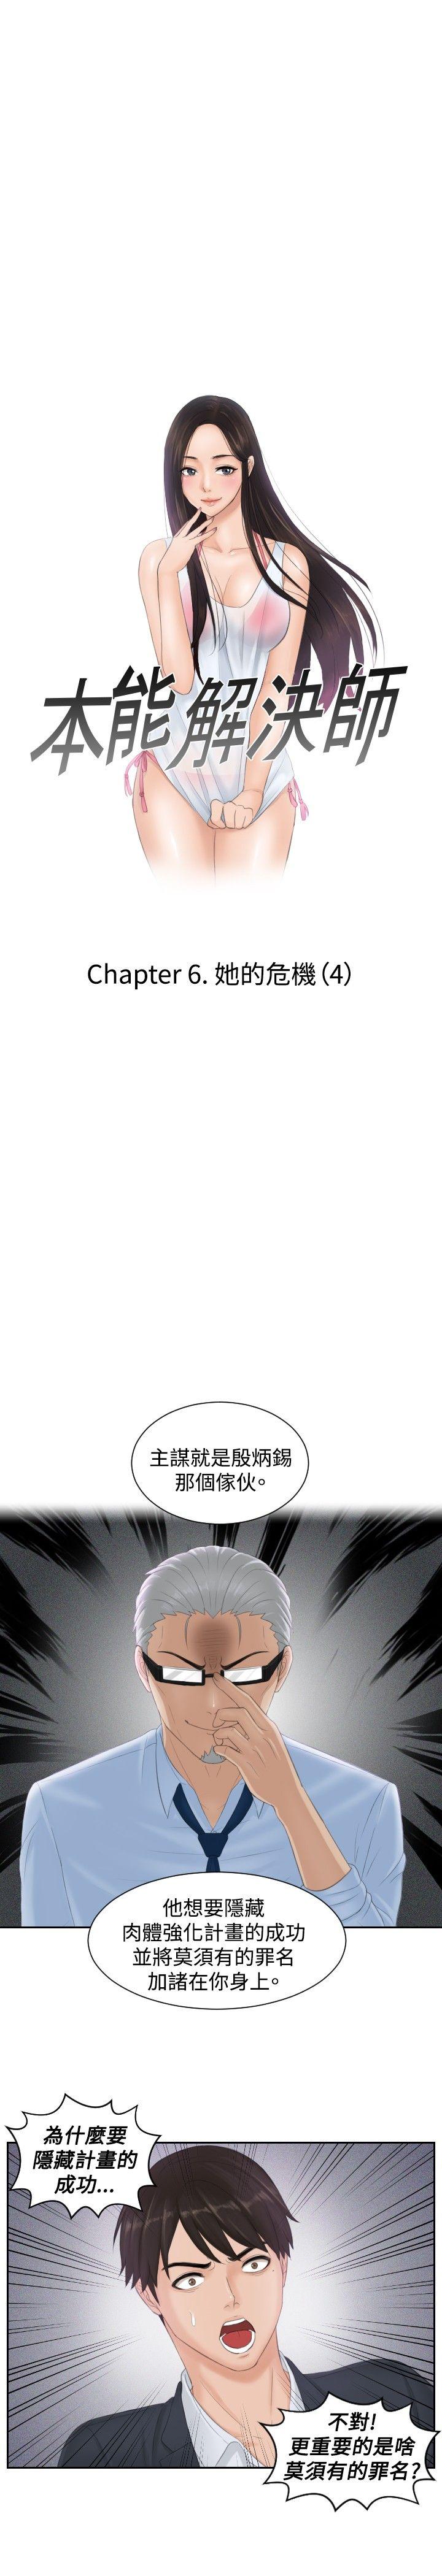 本能解決師
Chapter 6. 她的危機(4)
主謀就是殷炳錫
那個傢伙。
他想要隱藏
肉體強化計畫的成功
並將莫須有的罪名
加諸在你身上。
為什麼要
隱藏計畫的
成功...
不對!
更重要的是啥
莫須有的罪名?